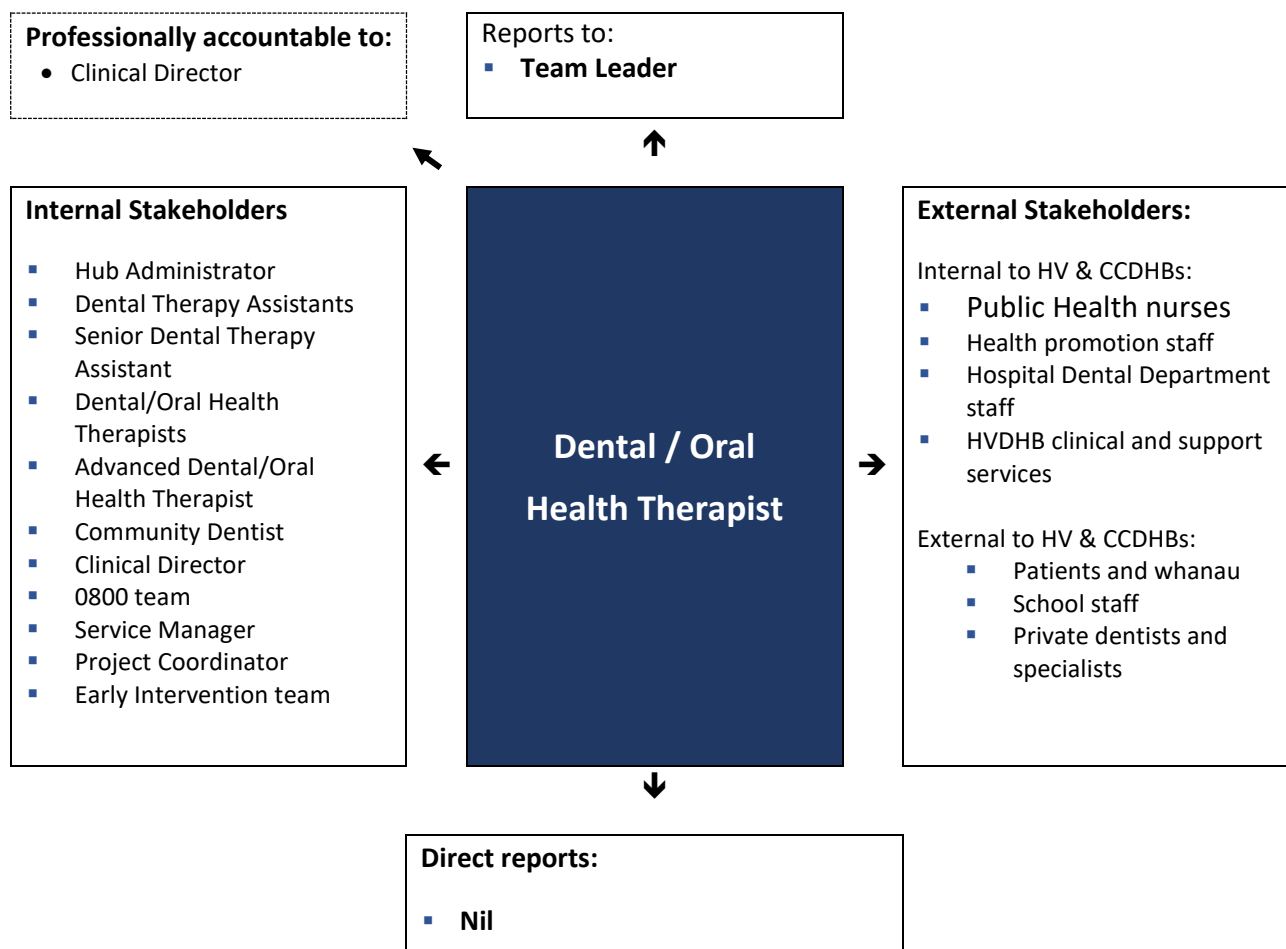 Professionally accountable to:
• Clinical Director
Reports to:
▪ Team Leader
Internal Stakeholders
▪ Hub Administrator
▪ Dental Therapy Assistants
▪ Senior Dental Therapy
Assistant
▪ Dental/Oral Health
Therapists
▪ Advanced Dental/Oral
Health Therapist
▪ Community Dentist
▪ Clinical Director
▪ 0800 team
▪ Service Manager
▪ Project Coordinator
▪ Early Intervention team
Dental / Oral
Health Therapist
External Stakeholders:
Internal to HV & CCDHBs:
▪ Public Health nurses
▪ Health promotion staff
▪ Hospital Dental Department
staff
▪ HVDHB clinical and support
services
External to HV & CCDHBs:
▪ Patients and whanau
▪ School staff
▪ Private dentists and
specialists
Direct reports:
▪ Nil